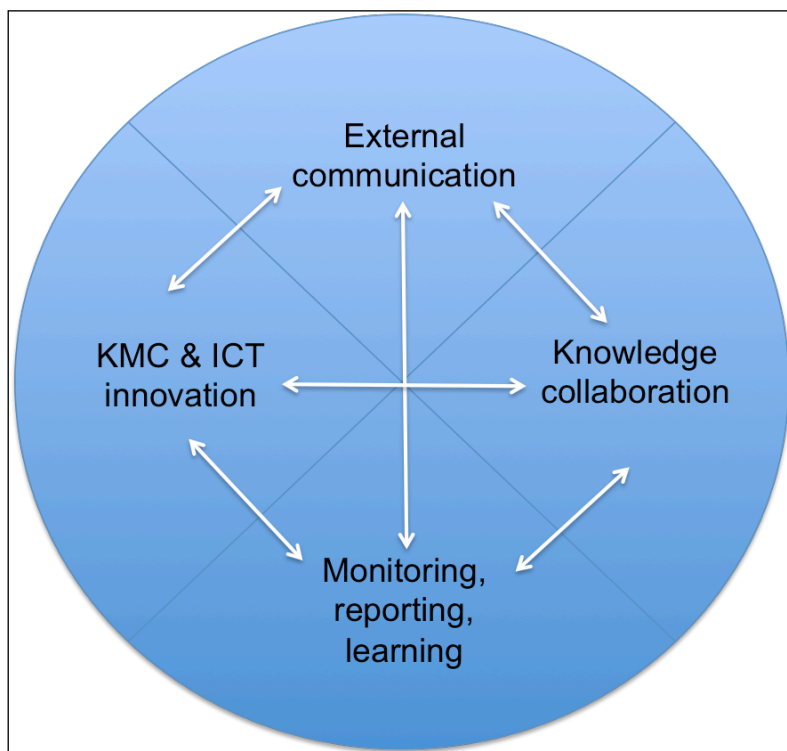 External
communication
KMC & ICT
innovation
Knowledge
collaboration
Monitoring,
reporting,
learning